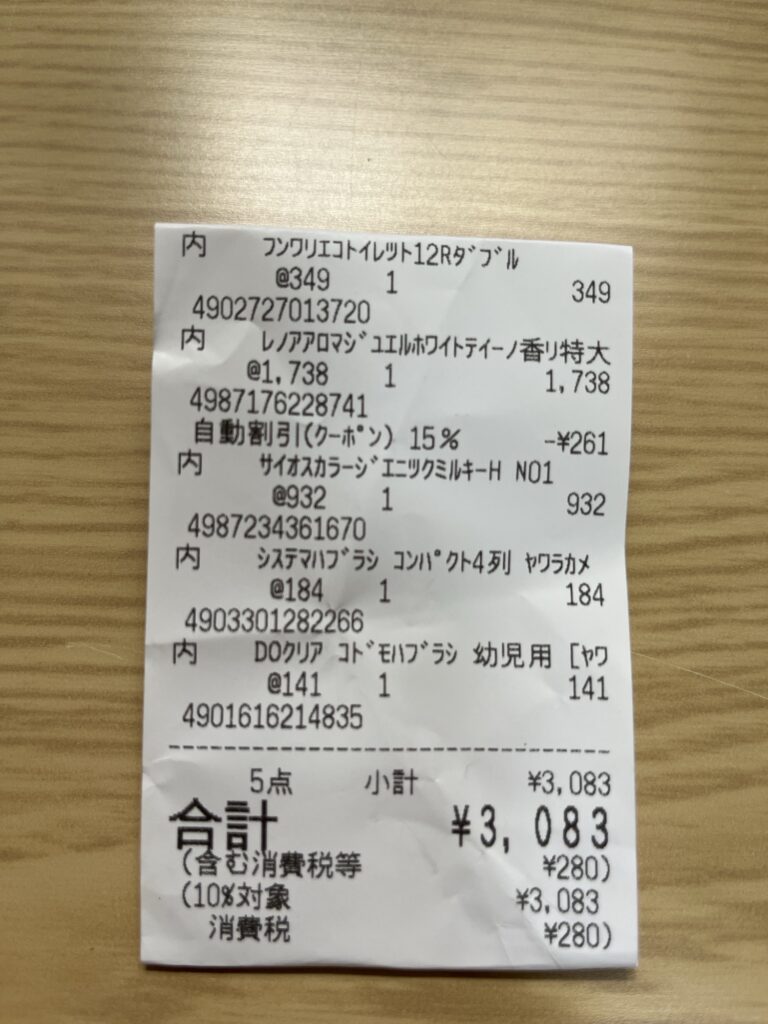 内 フンワリエコトイレツト12Rダブル
@349 1 349
4902727013720
内 レノアアロマジユエルホワイトテイーノ香リ特大
@1,738 1 1,738
4987176228741
自動割引(クーポン) 15% -¥261
内 サイオスカラージエニツクミルキーH NO1
@932 1 932
4987234361670
内 システマハブラシ コンパクト4列 ヤワラカメ
@184 1 184
4903301282266
内 DOクリア コドモハブラシ 幼児用 [ヤワ
@141 1 141
4901616214835
5点 小計 ¥3,083
合計 ¥3,083
(含む消費税等 ¥280)
(10%対象 ¥3,083
消費税 ¥280)